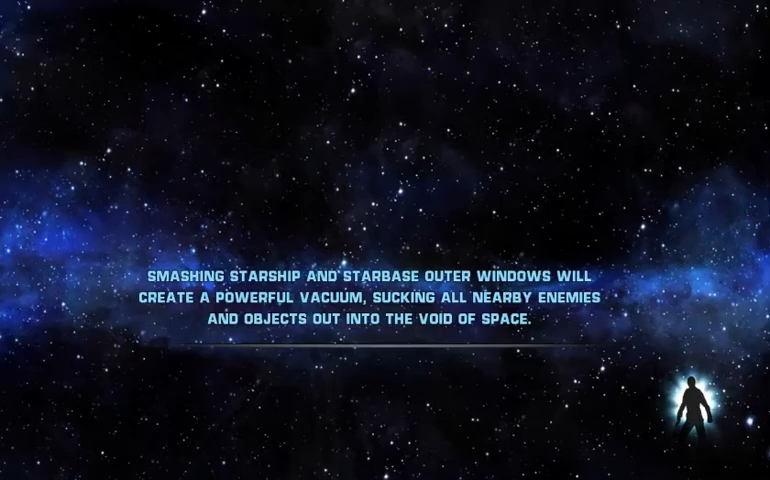 SMASHING STARSHIP AND STARBASE OUTER WINDOWS WILL
CREATE A POWERFUL VACUUM, SUCKING ALL NEARBY ENEMIES
AND OBJECTS OUT INTO THE VOID OF SPACE.